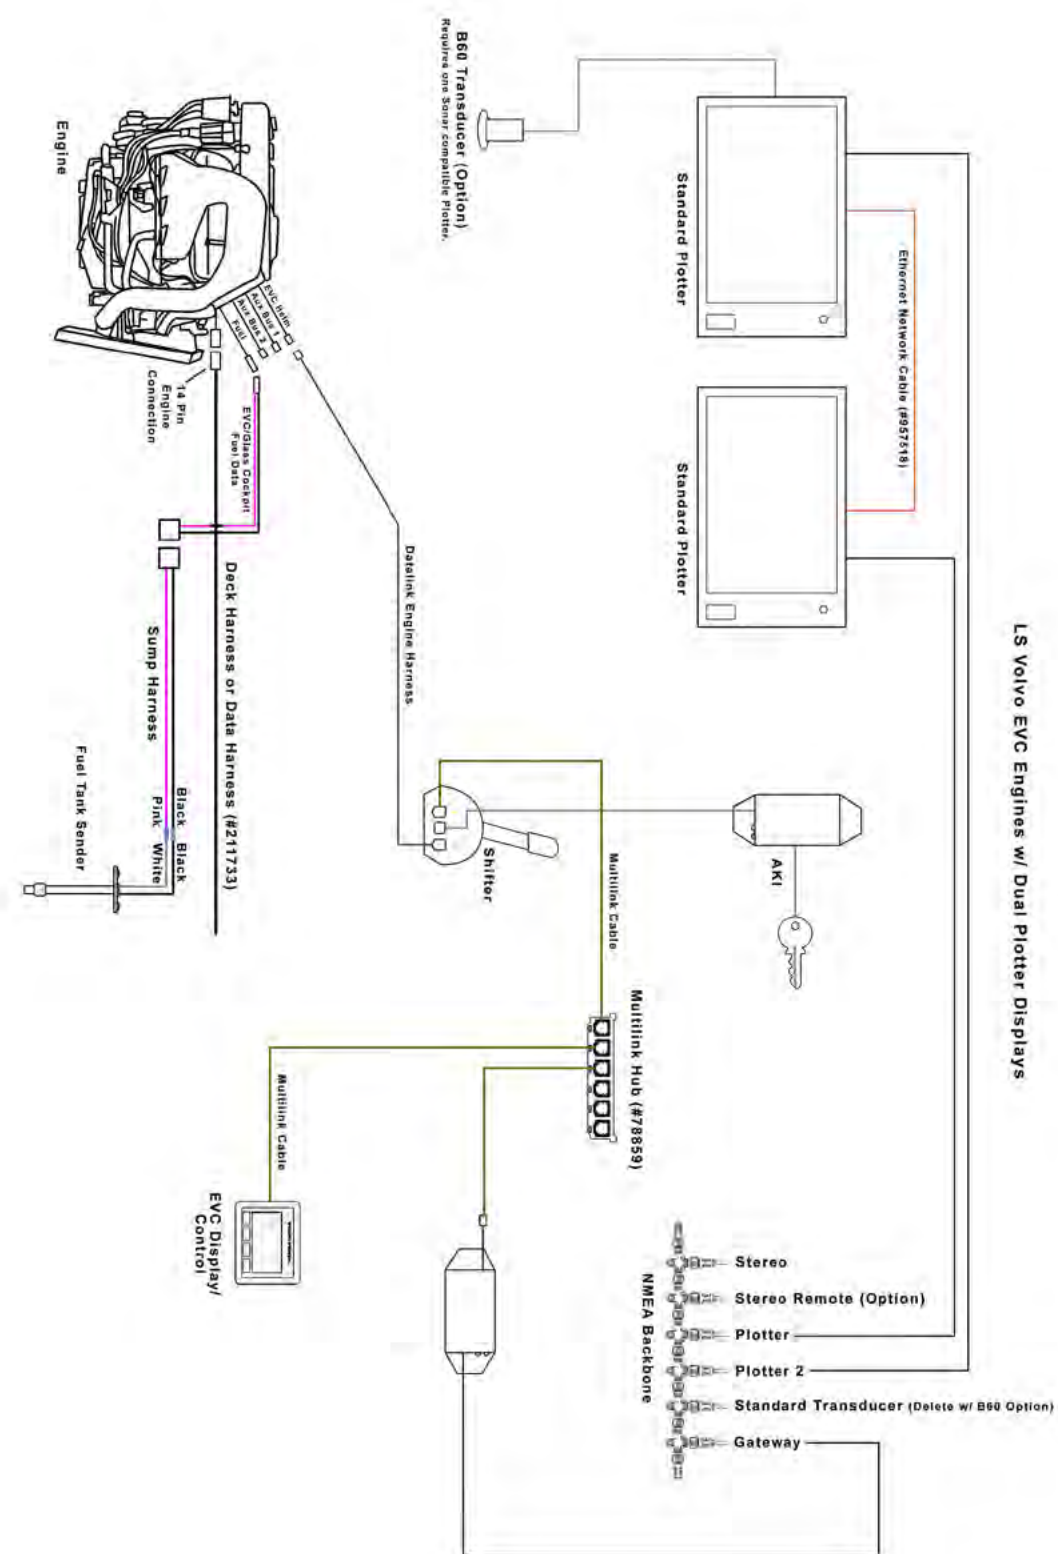 LS Volvo EVC Engines w/ Dual Plotter Displays
B60 Transducer (Option)
Requires one Sonar compatible Plotter.
Standard Plotter
Ethernet Network Cable (#957518)
Standard Plotter
Engine
EVC Helm
Aux Bus 1
Aux Bus 2
Fuel
14 Pin
Engine
Connection
EVC/Glass Cockpit
Fuel Data
Datalink Engine Harness
Deck Harness or Data Harness (#211733)
Sump Harness
Black Black
Pink White
Fuel Tank Sender
Shifter
AKI
Multilink Cable
Multilink Hub (#78859)
Multilink Cable
EVC Display/
Control
NMEA Backbone
Stereo
Stereo Remote (Option)
Plotter
Plotter 2
Standard Transducer (Delete w/ B60 Option)
Gateway